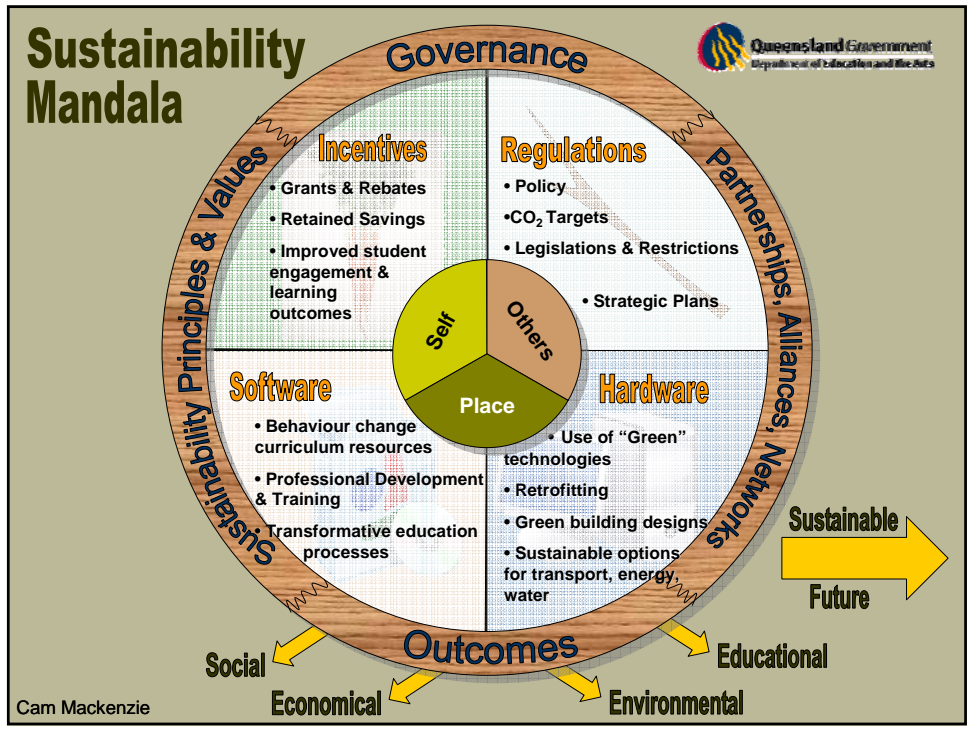 Sustainability
Mandala
Queensland Government
Department of Education and the Arts
Governance
Sustainability Principles & Values
Partnerships, Alliances, Networks
Outcomes
Incentives
• Grants & Rebates
• Retained Savings
• Improved student
engagement &
learning
outcomes
Regulations
• Policy
•CO₂ Targets
• Legislations & Restrictions
• Strategic Plans
Self
Others
Place
Software
• Behaviour change
curriculum resources
• Professional Development
& Training
• Transformative education
processes
Hardware
• Use of “Green”
technologies
• Retrofitting
• Green building designs
• Sustainable options
for transport, energy,
water
Sustainable
Future
Social
Economical
Environmental
Educational
Cam Mackenzie